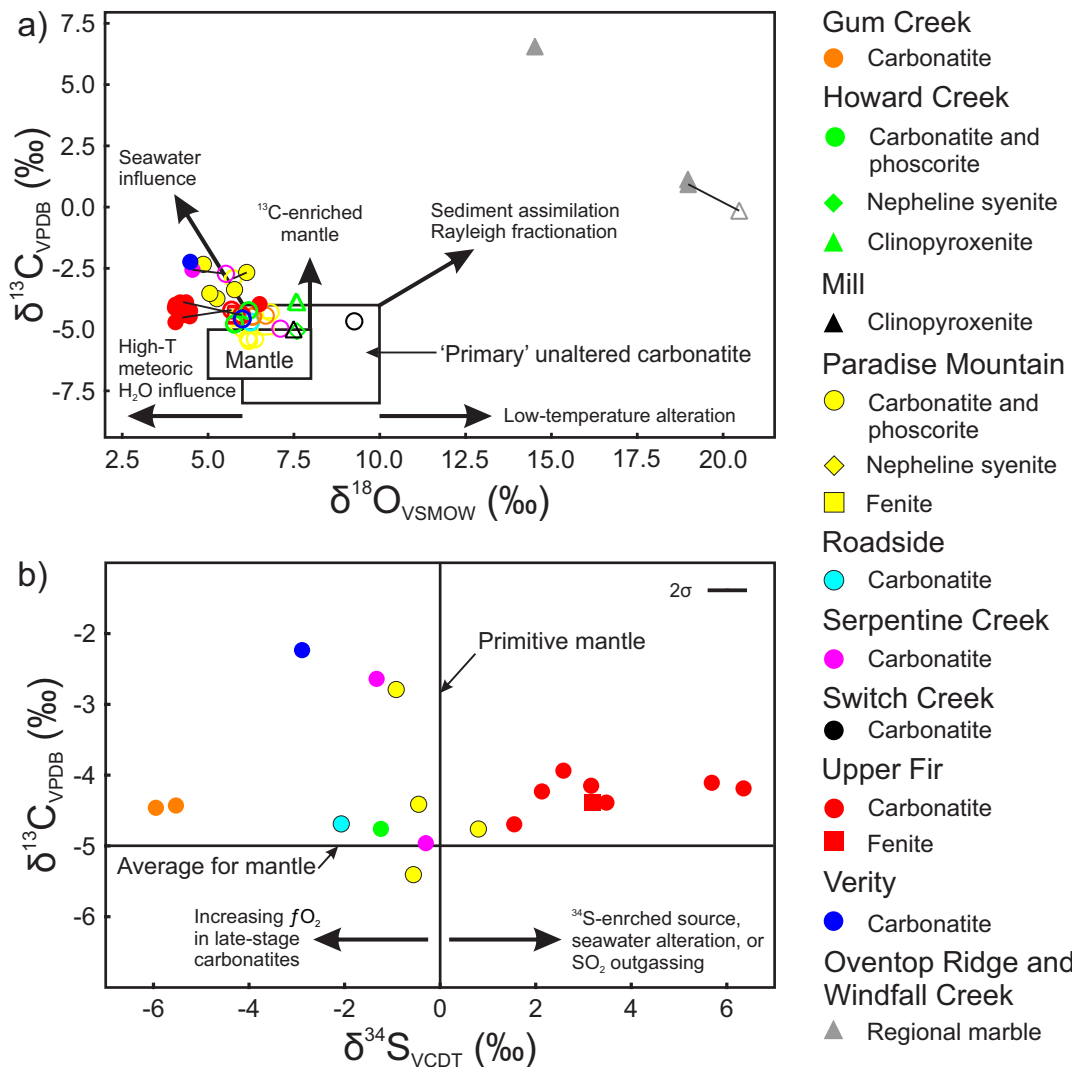 a)
7.5
5.0
2.5
0.0
-2.5
-5.0
-7.5
δ¹³C_VPDB (‰)
Seawater
influence
¹³C-enriched
mantle
Sediment assimilation
Rayleigh fractionation
High-T
meteoric
H₂O influence
Mantle
‘Primary’ unaltered carbonatite
Low-temperature alteration
2.5 5.0 7.5 10.0 12.5 15.0 17.5 20.0
δ¹⁸O_VSMOW (‰)
b)
-2
-3
-4
-5
-6
δ¹³C_VPDB (‰)
2σ
Primitive mantle
Average for mantle
Increasing ƒO₂
in late-stage
carbonatites
³⁴S-enrched source,
seawater alteration, or
SO₂ outgassing
-6 -4 -2 0 2 4 6
δ³⁴S_VCDT (‰)
Gum Creek
Carbonatite
Howard Creek
Carbonatite and
phoscorite
Nepheline syenite
Clinopyroxenite
Mill
Clinopyroxenite
Paradise Mountain
Carbonatite and
phoscorite
Nepheline syenite
Fenite
Roadside
Carbonatite
Serpentine Creek
Carbonatite
Switch Creek
Carbonatite
Upper Fir
Carbonatite
Fenite
Verity
Carbonatite
Oventop Ridge and
Windfall Creek
Regional marble